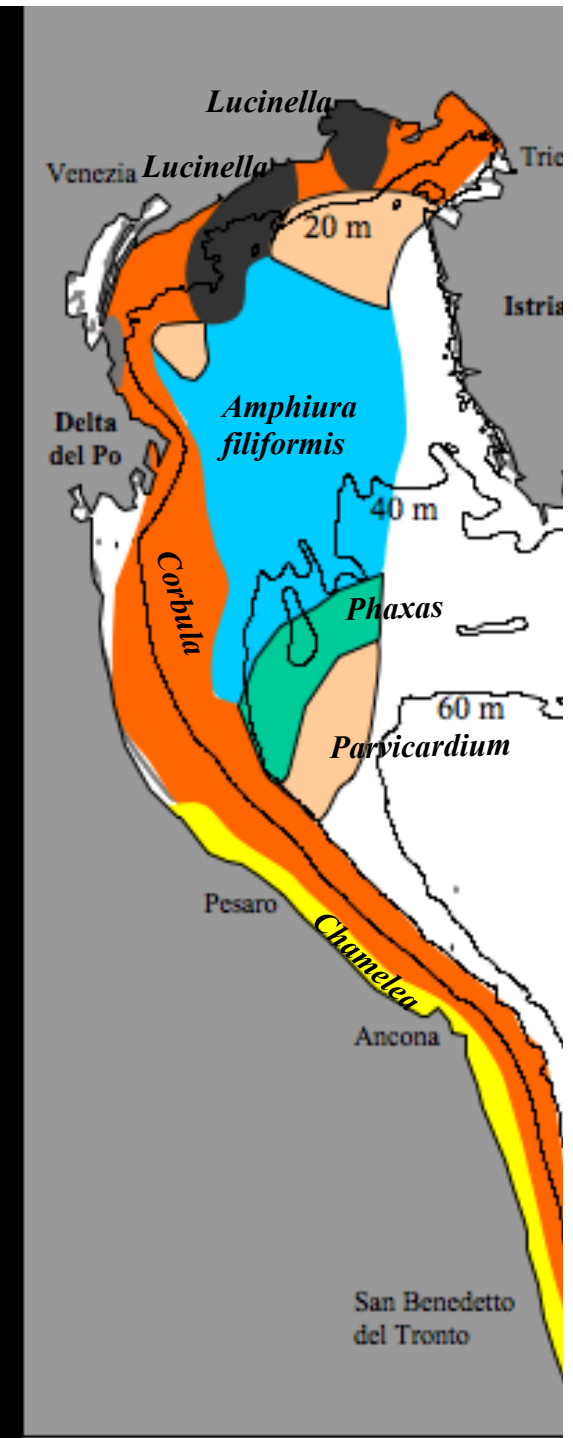 Lucinella
Venezia
Lucinella
Trie
20 m
Istria
Amphiura
filiformis
Delta
del Po
40 m
Corbula
Phaxas
60 m
Parvicardium
Pesaro
Chamelea
Ancona
San Benedetto
del Tronto